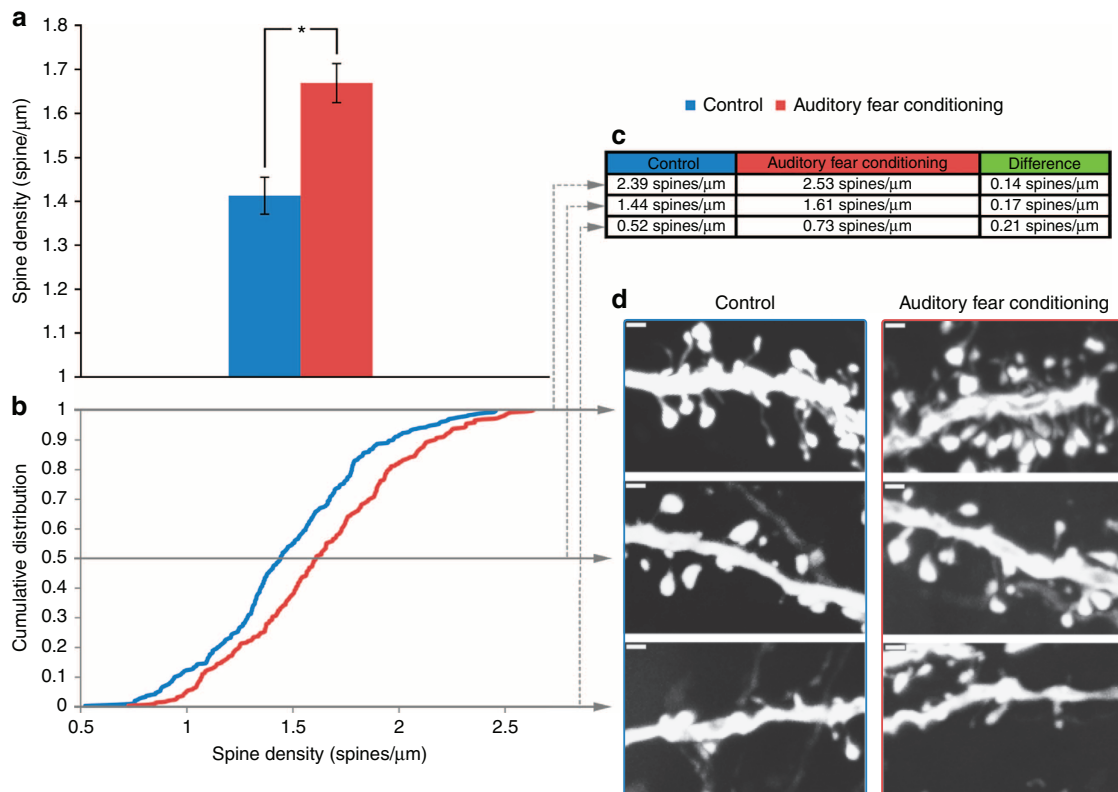 a
1.8
1.7
1.6
1.5
1.4
1.3
1.2
1.1
1
Spine density (spine/μm)
*
Control
Auditory fear conditioning
c
Control Auditory fear conditioning Difference
2.39 spines/μm 2.53 spines/μm 0.14 spines/μm
1.44 spines/μm 1.61 spines/μm 0.17 spines/μm
0.52 spines/μm 0.73 spines/μm 0.21 spines/μm
b
1
0.9
0.8
0.7
0.6
0.5
0.4
0.3
0.2
0.1
0
Cumulative distribution
0.5 1 1.5 2 2.5
Spine density (spines/μm)
d
Control
Auditory fear conditioning